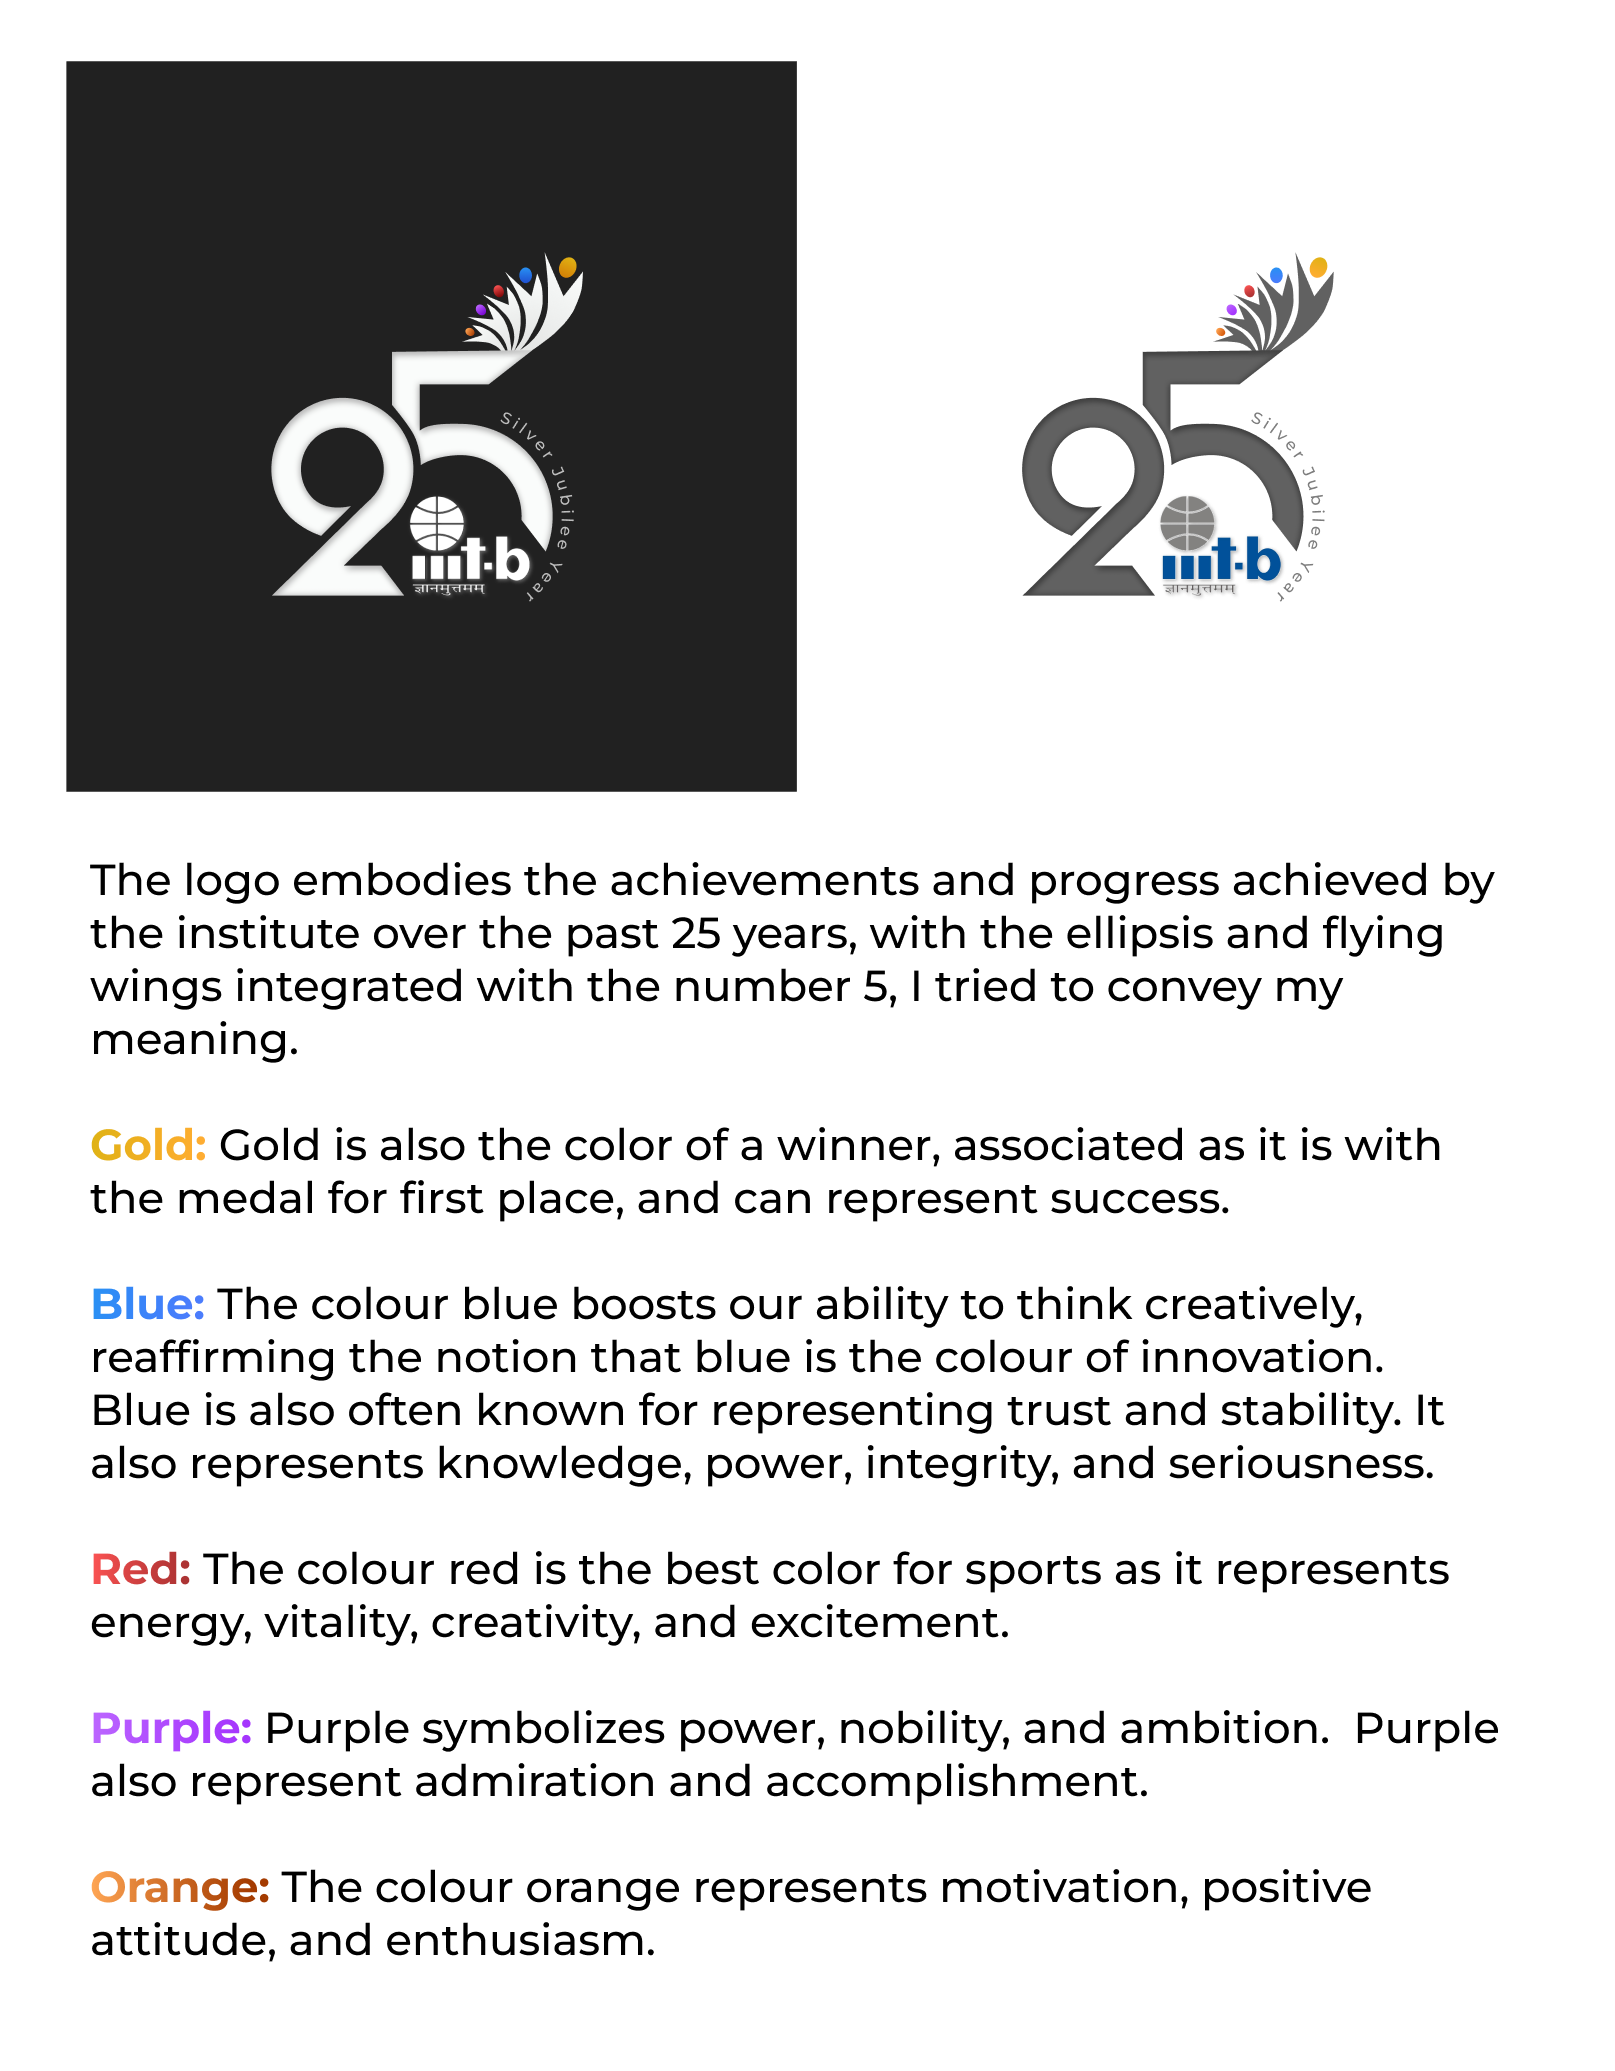 25
Silver Jubilee Year
iiit-b
ज्ञानमुत्तमम्
25
Silver Jubilee Year
iiit-b
ज्ञानमुत्तमम्
The logo embodies the achievements and progress achieved by
the institute over the past 25 years, with the ellipsis and flying
wings integrated with the number 5, I tried to convey my
meaning.
Gold: Gold is also the color of a winner, associated as it is with
the medal for first place, and can represent success.
Blue: The colour blue boosts our ability to think creatively,
reaffirming the notion that blue is the colour of innovation.
Blue is also often known for representing trust and stability. It
also represents knowledge, power, integrity, and seriousness.
Red: The colour red is the best color for sports as it represents
energy, vitality, creativity, and excitement.
Purple: Purple symbolizes power, nobility, and ambition.  Purple
also represent admiration and accomplishment.
Orange: The colour orange represents motivation, positive
attitude, and enthusiasm.